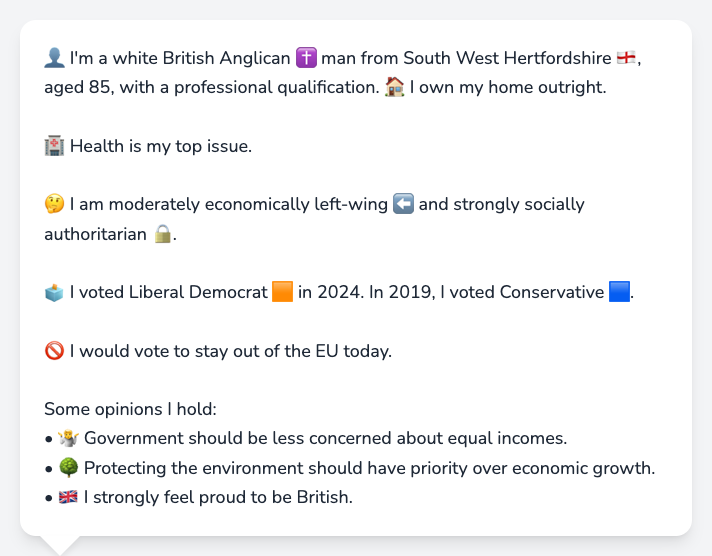 👤 I'm a white British Anglican ✝️ man from South West Hertfordshire 🏴󠁧󠁢󠁥󠁮󠁧󠁿,
aged 85, with a professional qualification. 🏠 I own my home outright.
🏥 Health is my top issue.
🤔 I am moderately economically left-wing ⬅️ and strongly socially
authoritarian 🔒.
🗳️ I voted Liberal Democrat 🟧 in 2024. In 2019, I voted Conservative 🟦.
🚫 I would vote to stay out of the EU today.
Some opinions I hold:
• 🤷 Government should be less concerned about equal incomes.
• 🌳 Protecting the environment should have priority over economic growth.
• 🇬🇧 I strongly feel proud to be British.